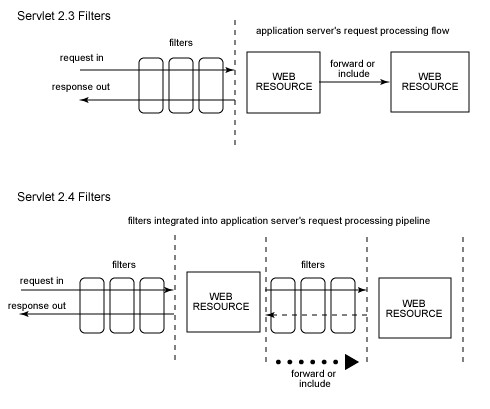 Servlet 2.3 Filters
application server's request processing flow
filters
request in
response out
WEB
RESOURCE
forward or
include
WEB
RESOURCE
Servlet 2.4 Filters
filters integrated into application server's request processing pipeline
filters
filters
request in
response out
WEB
RESOURCE
WEB
RESOURCE
forward or
include